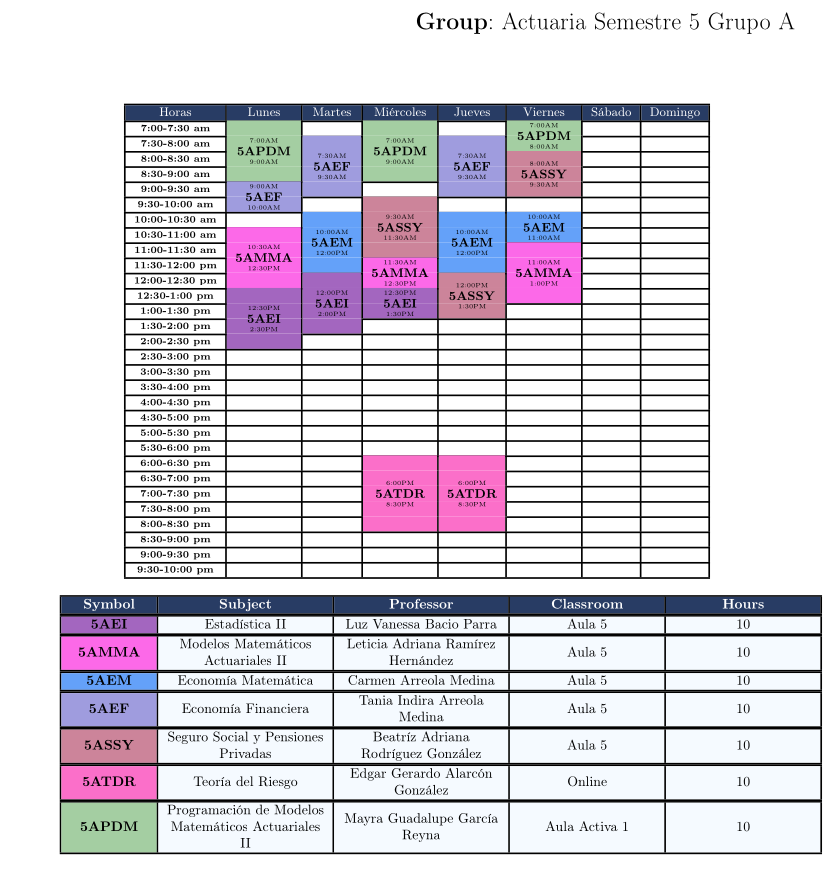 Group: Actuaria Semestre 5 Grupo A
Horas Lunes Martes Miércoles Jueves Viernes Sábado Domingo
7:00-7:30 am
7:30-8:00 am
8:00-8:30 am
8:30-9:00 am
9:00-9:30 am
9:30-10:00 am
10:00-10:30 am
10:30-11:00 am
11:00-11:30 am
11:30-12:00 pm
12:00-12:30 pm
12:30-1:00 pm
1:00-1:30 pm
1:30-2:00 pm
2:00-2:30 pm
2:30-3:00 pm
3:00-3:30 pm
3:30-4:00 pm
4:00-4:30 pm
4:30-5:00 pm
5:00-5:30 pm
5:30-6:00 pm
6:00-6:30 pm
6:30-7:00 pm
7:00-7:30 pm
7:30-8:00 pm
8:00-8:30 pm
8:30-9:00 pm
9:00-9:30 pm
9:30-10:00 pm
7:00AM
5APDM
9:00AM
9:00AM
5AEF
10:00AM
10:30AM
5AMMA
12:30PM
12:30PM
5AEI
2:30PM
7:30AM
5AEF
9:30AM
10:00AM
5AEM
12:00PM
12:00PM
5AEI
2:00PM
7:00AM
5APDM
9:00AM
9:30AM
5ASSY
11:30AM
11:30AM
5AMMA
12:30PM
12:30PM
5AEI
1:30PM
6:00PM
5ATDR
8:30PM
7:30AM
5AEF
9:30AM
10:00AM
5AEM
12:00PM
12:00PM
5ASSY
1:30PM
6:00PM
5ATDR
8:30PM
7:00AM
5APDM
8:00AM
8:00AM
5ASSY
9:30AM
10:00AM
5AEM
11:00AM
11:00AM
5AMMA
1:00PM
Symbol Subject Professor Classroom Hours
5AEI Estadística II Luz Vanessa Bacio Parra Aula 5 10
5AMMA Modelos Matemáticos Actuariales II Leticia Adriana Ramírez Hernández Aula 5 10
5AEM Economía Matemática Carmen Arreola Medina Aula 5 10
5AEF Economía Financiera Tania Indira Arreola Medina Aula 5 10
5ASSY Seguro Social y Pensiones Privadas Beatríz Adriana Rodríguez González Aula 5 10
5ATDR Teoría del Riesgo Edgar Gerardo Alarcón González Online 10
5APDM Programación de Modelos Matemáticos Actuariales II Mayra Guadalupe García Reyna Aula Activa 1 10